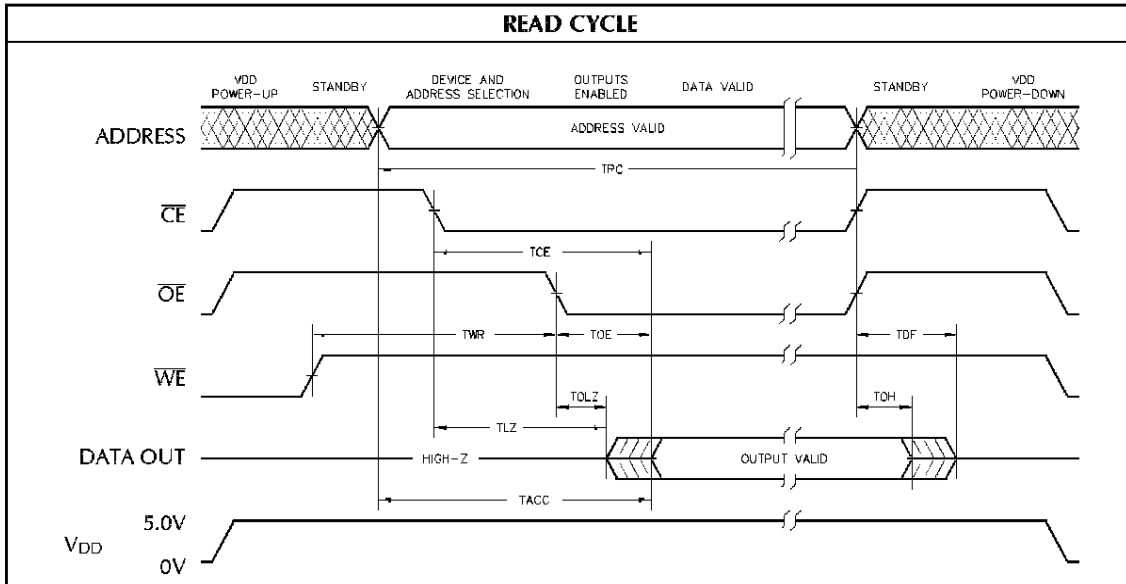 READ CYCLE
VDD POWER-UP
STANDBY
DEVICE AND ADDRESS SELECTION
OUTPUTS ENABLED
DATA VALID
STANDBY
VDD POWER-DOWN
ADDRESS
ADDRESS VALID
TPC
CE
TCE
OE
TWR
TOE
TDF
WE
TOLZ
TOH
TLZ
DATA OUT
HIGH-Z
OUTPUT VALID
TACC
5.0V
VDD
0V